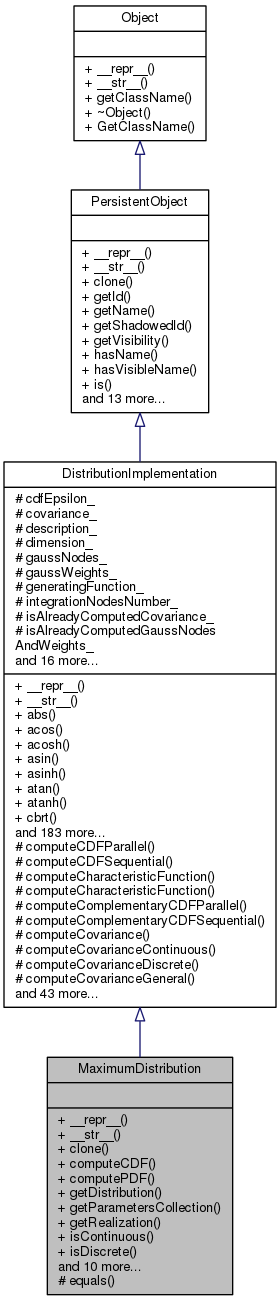 Object
+ __repr__()
+ __str__()
+ getClassName()
+ ~Object()
+ GetClassName()
PersistentObject
+ __repr__()
+ __str__()
+ clone()
+ getId()
+ getName()
+ getShadowedId()
+ getVisibility()
+ hasName()
+ hasVisibleName()
+ is()
and 13 more...
DistributionImplementation
# cdfEpsilon_
# covariance_
# description_
# dimension_
# gaussNodes_
# gaussWeights_
# generatingFunction_
# integrationNodesNumber_
# isAlreadyComputedCovariance_
# isAlreadyComputedGaussNodes
AndWeights_
and 16 more...
+ __repr__()
+ __str__()
+ abs()
+ acos()
+ acosh()
+ asin()
+ asinh()
+ atan()
+ atanh()
+ cbrt()
and 183 more...
# computeCDFParallel()
# computeCDFSequential()
# computeCharacteristicFunction()
# computeCharacteristicFunction()
# computeComplementaryCDFParallel()
# computeComplementaryCDFSequential()
# computeCovariance()
# computeCovarianceContinuous()
# computeCovarianceDiscrete()
# computeCovarianceGeneral()
and 43 more...
MaximumDistribution
+ __repr__()
+ __str__()
+ clone()
+ computeCDF()
+ computePDF()
+ getDistribution()
+ getParametersCollection()
+ getRealization()
+ isContinuous()
+ isDiscrete()
and 10 more...
# equals()